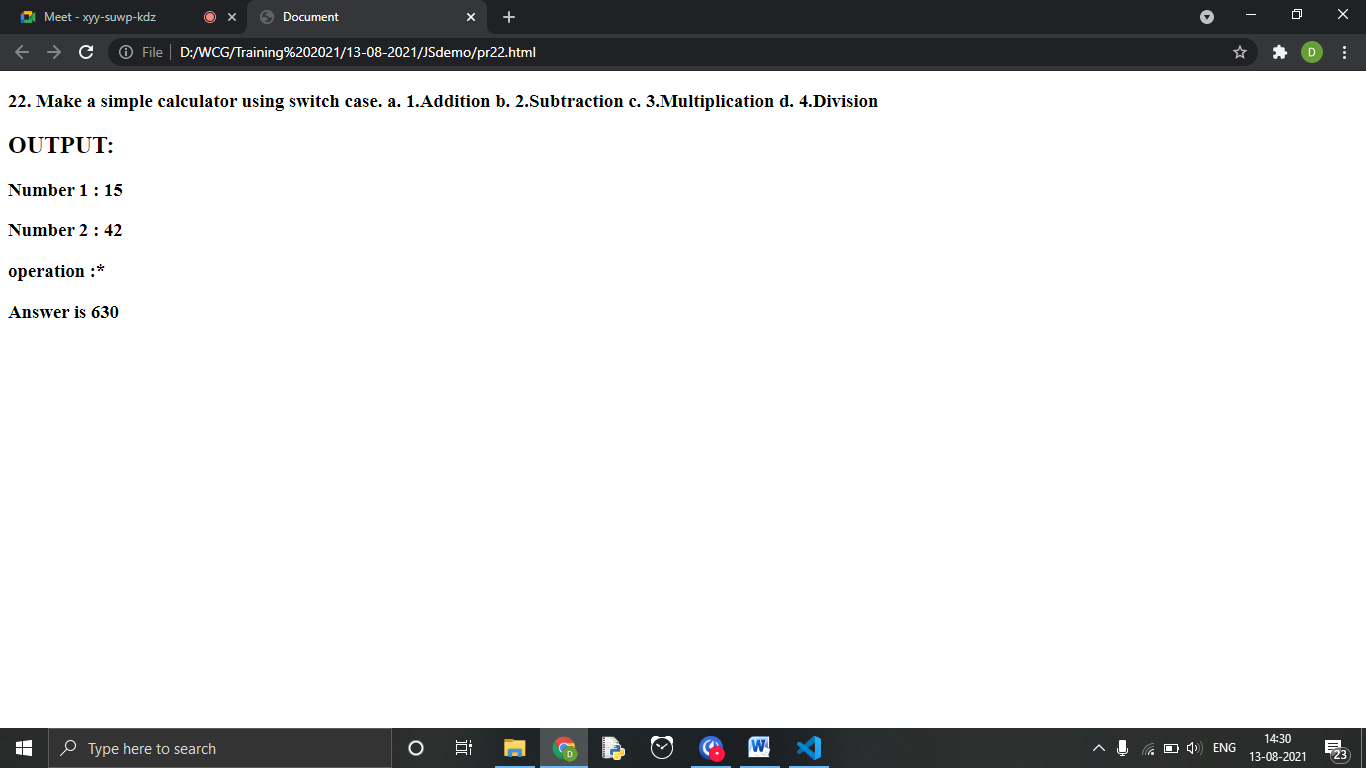 Meet - xyy-suwp-kdz
Document
File
D:/WCG/Training%202021/13-08-2021/JSdemo/pr22.html
D
22. Make a simple calculator using switch case. a. 1.Addition b. 2.Subtraction c. 3.Multiplication d. 4.Division
OUTPUT:
Number 1 : 15
Number 2 : 42
operation :*
Answer is 630
Type here to search
D
W
ENG
14:30
13-08-2021
23